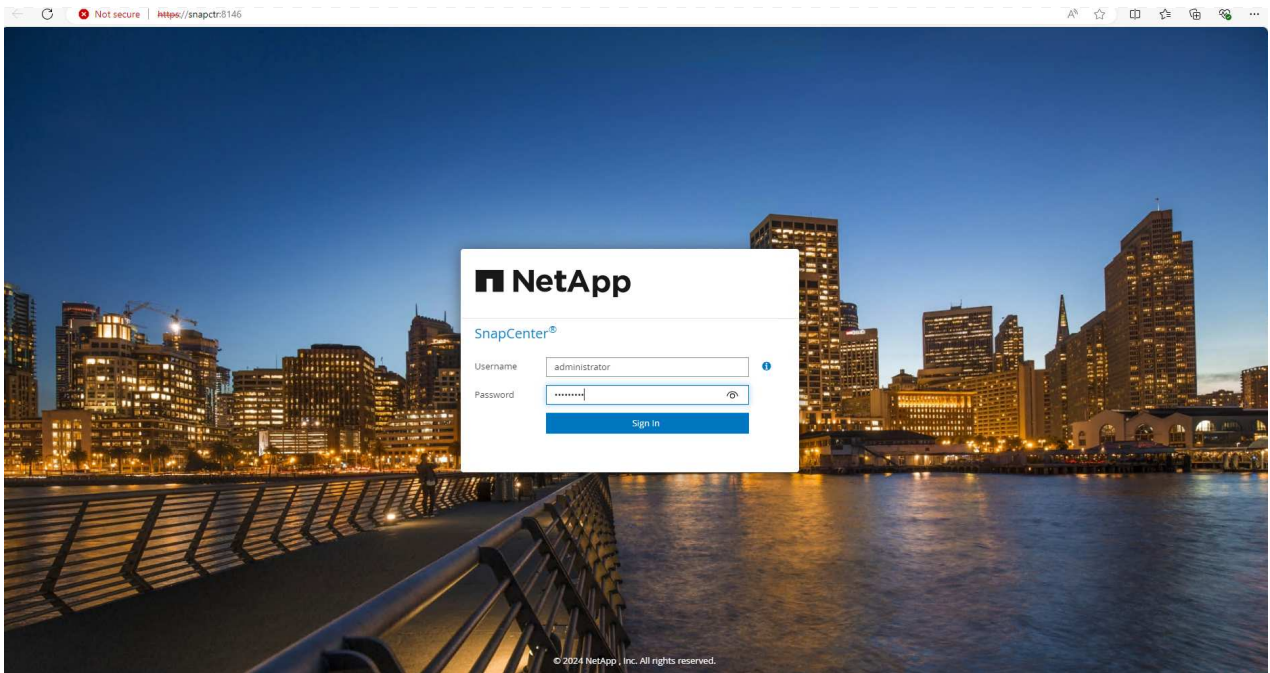 Not secure | https://snapctr:8146
NetApp
SnapCenter®
Username administrator
Password •••••••••
Sign In
© 2024 NetApp , Inc. All rights reserved.